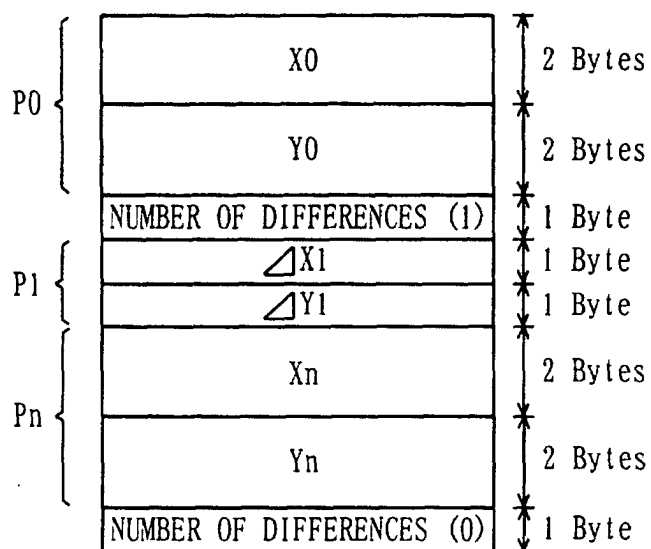 X0
2 Bytes
P0
Y0
2 Bytes
NUMBER OF DIFFERENCES (1)
1 Byte
P1
⊿X1
1 Byte
⊿Y1
1 Byte
Xn
2 Bytes
Pn
Yn
2 Bytes
NUMBER OF DIFFERENCES (0)
1 Byte